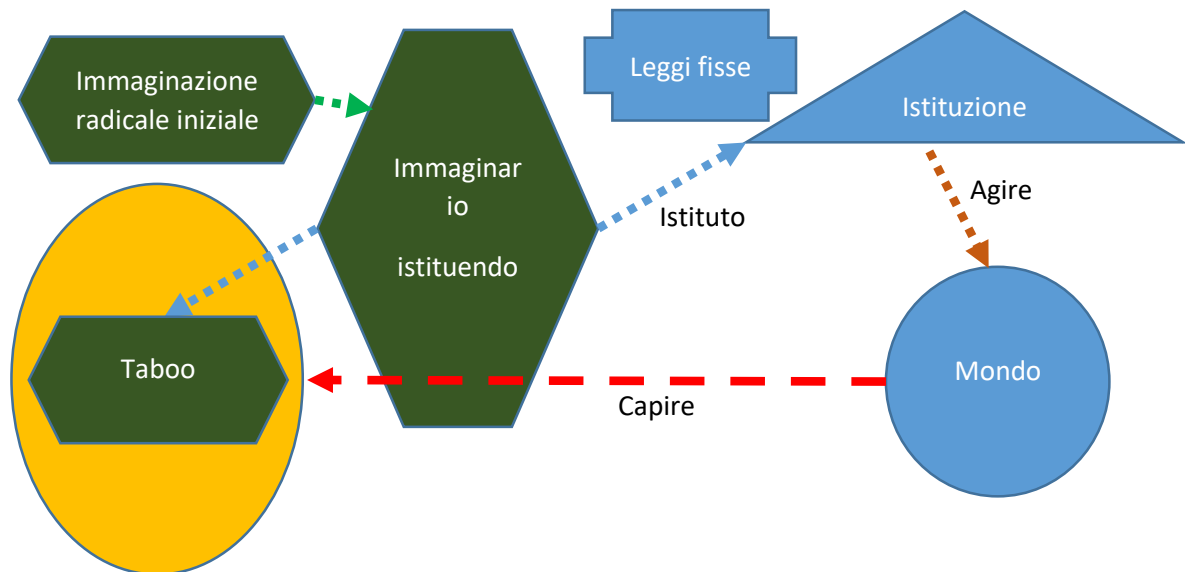 Immaginazione
radicale iniziale
Immaginar
io
istituendo
Leggi fisse
Istituzione
Istituto
Agire
Taboo
Capire
Mondo